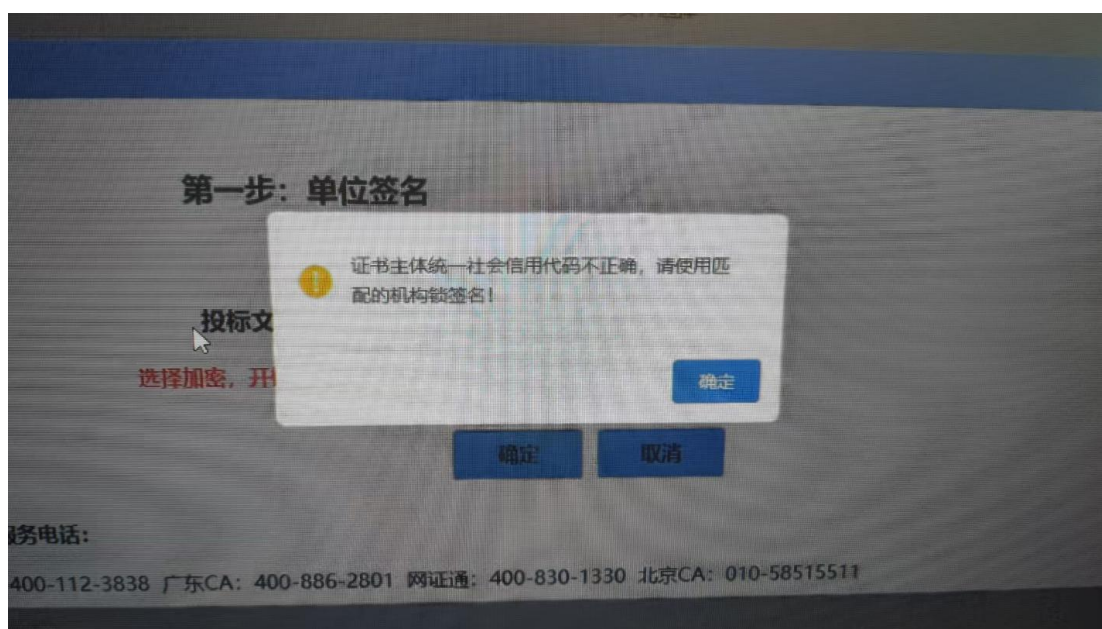 第一步：单位签名
证书主体统一社会信用代码不正确，请使用匹
配的机构锁签名！
投标文
选择加密，开
确定
确定 取消
服务电话：
400-112-3838 广东CA：400-886-2801 网证通：400-830-1330 北京CA：010-58515511